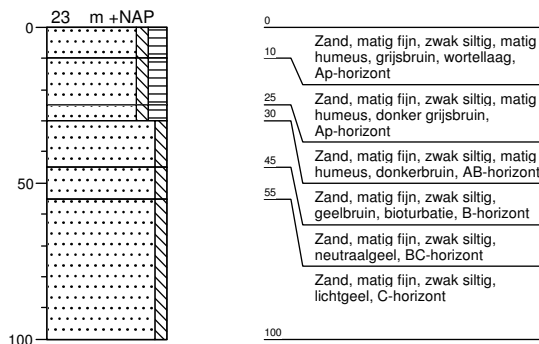 23 m +NAP
0
50
100
0
Zand, matig fijn, zwak siltig, matig
humeus, grijsbruin, wortellaag,
Ap-horizont
10
Zand, matig fijn, zwak siltig, matig
humeus, donker grijsbruin,
Ap-horizont
25
Zand, matig fijn, zwak siltig, matig
humeus, donkerbruin, AB-horizont
30
Zand, matig fijn, zwak siltig,
geelbruin, bioturbatie, B-horizont
45
Zand, matig fijn, zwak siltig,
neutraalgeel, BC-horizont
55
Zand, matig fijn, zwak siltig,
lichtgeel, C-horizont
100